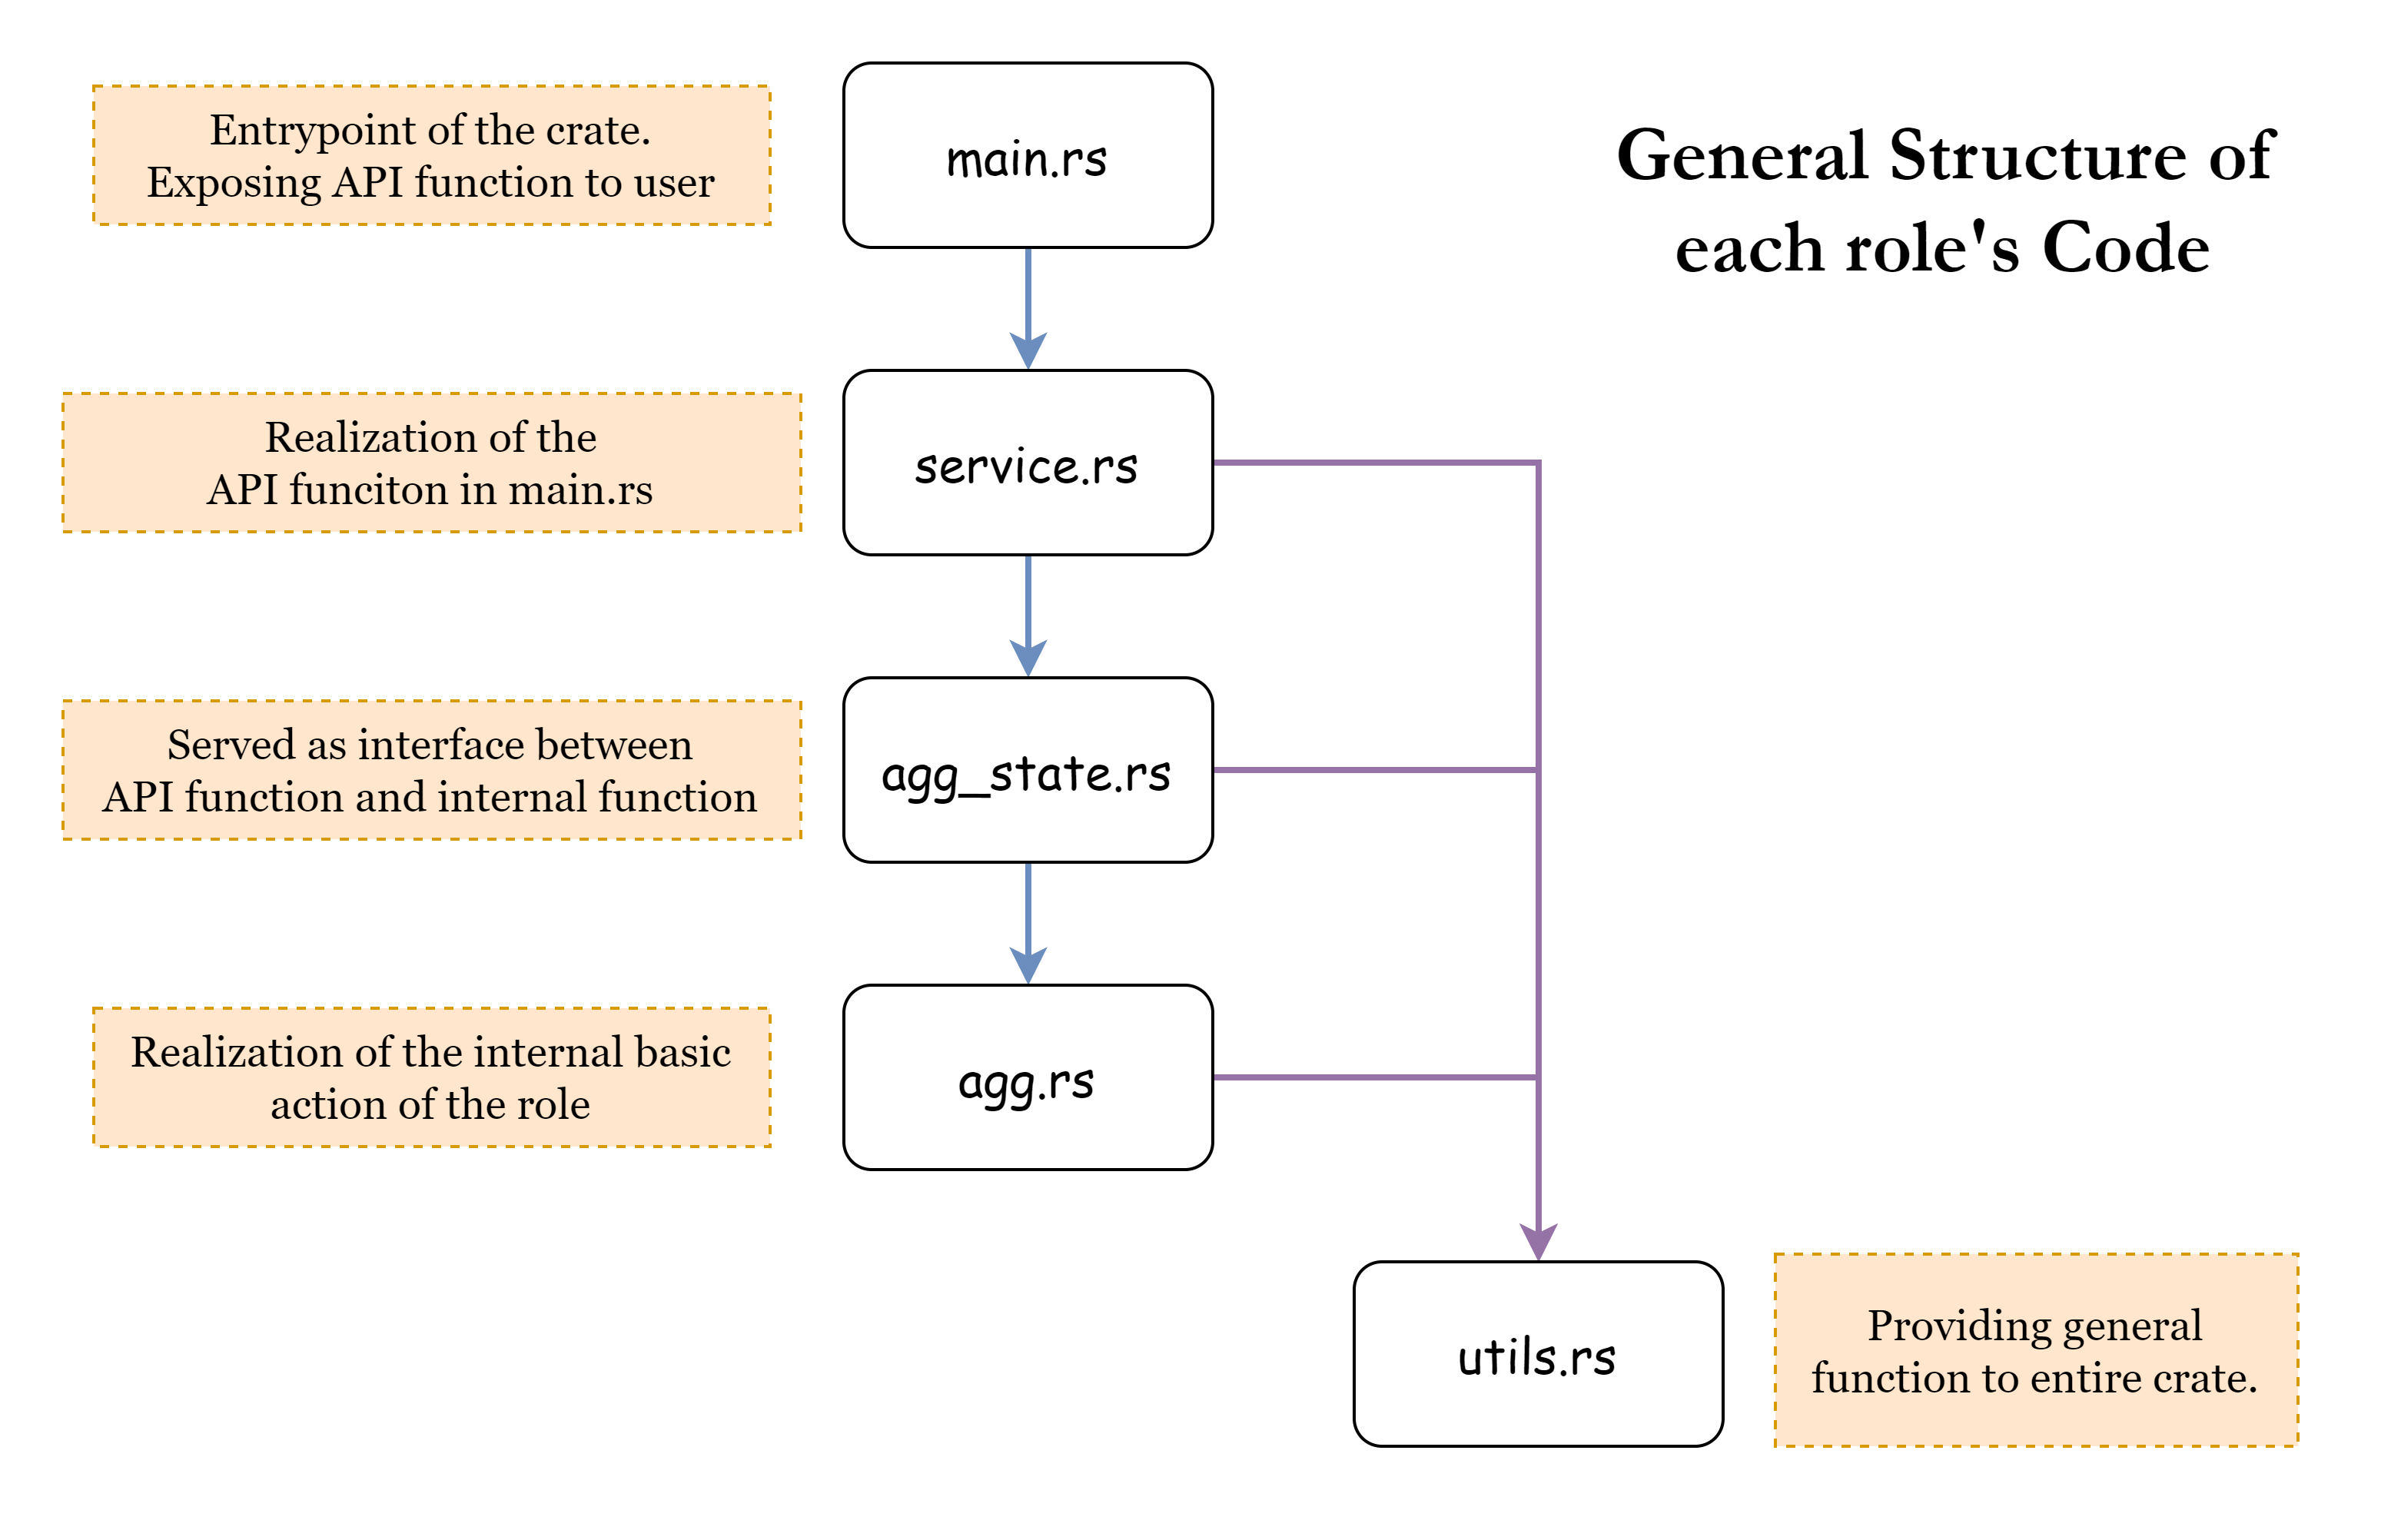 Entrypoint of the crate.
Exposing API function to user
main.rs
General Structure of
each role's Code
Realization of the
API funciton in main.rs
service.rs
Served as interface between
API function and internal function
agg_state.rs
Realization of the internal basic
action of the role
agg.rs
utils.rs
Providing general
function to entire crate.